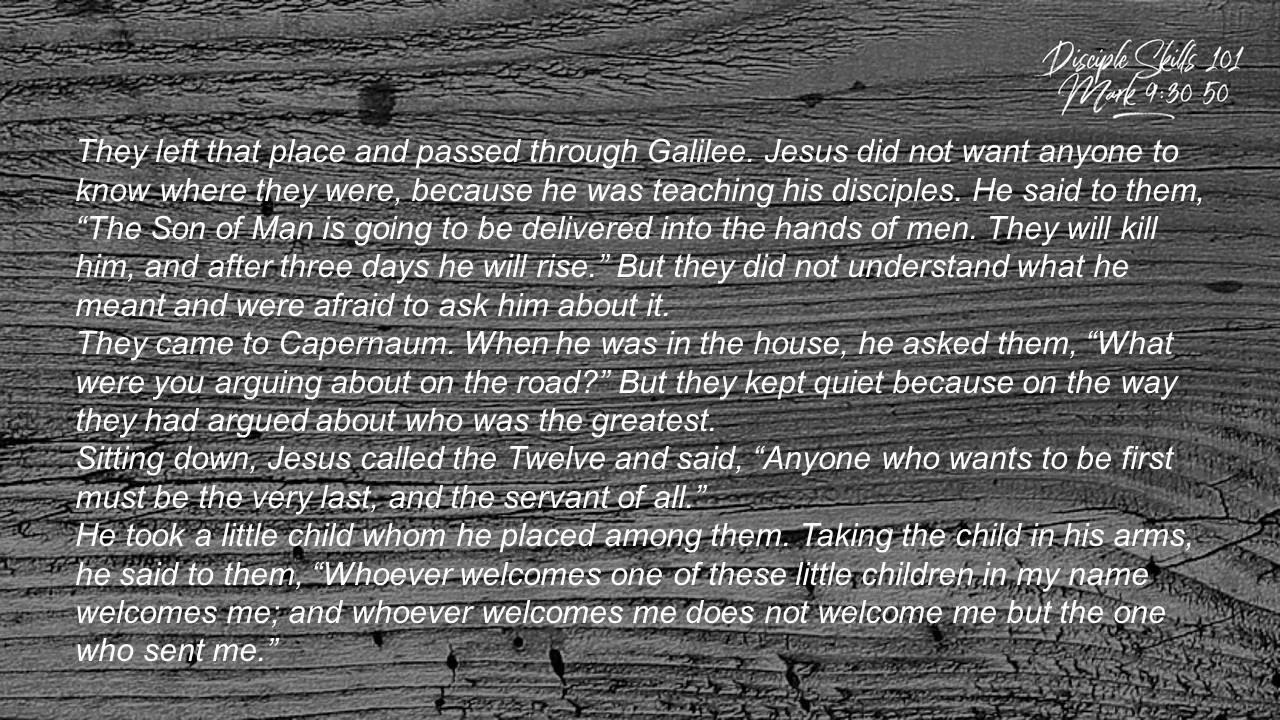 Disciple Skills 101
Mark 9:30 50
They left that place and passed through Galilee. Jesus did not want anyone to
know where they were, because he was teaching his disciples. He said to them,
“The Son of Man is going to be delivered into the hands of men. They will kill
him, and after three days he will rise.” But they did not understand what he
meant and were afraid to ask him about it.
They came to Capernaum. When he was in the house, he asked them, “What
were you arguing about on the road?” But they kept quiet because on the way
they had argued about who was the greatest.
Sitting down, Jesus called the Twelve and said, “Anyone who wants to be first
must be the very last, and the servant of all.”
He took a little child whom he placed among them. Taking the child in his arms,
he said to them, “Whoever welcomes one of these little children in my name
welcomes me; and whoever welcomes me does not welcome me but the one
who sent me.”